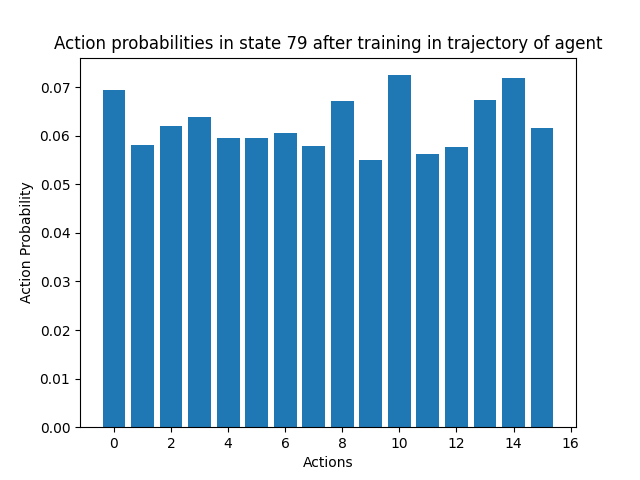 Action probabilities in state 79 after training in trajectory of agent
0.07
0.06
0.05
0.04
0.03
0.02
0.01
0.00
Action Probability
0 2 4 6 8 10 12 14 16
Actions